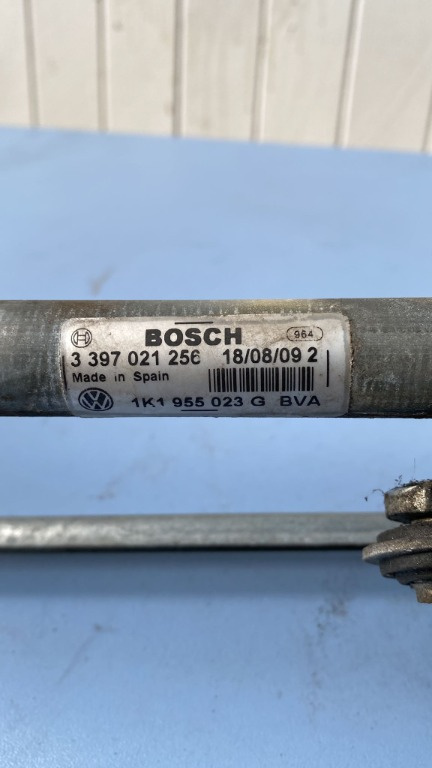 BOSCH 964
3 397 021 256 18/08/09 2
Made in Spain
1K1 955 023 G BVA